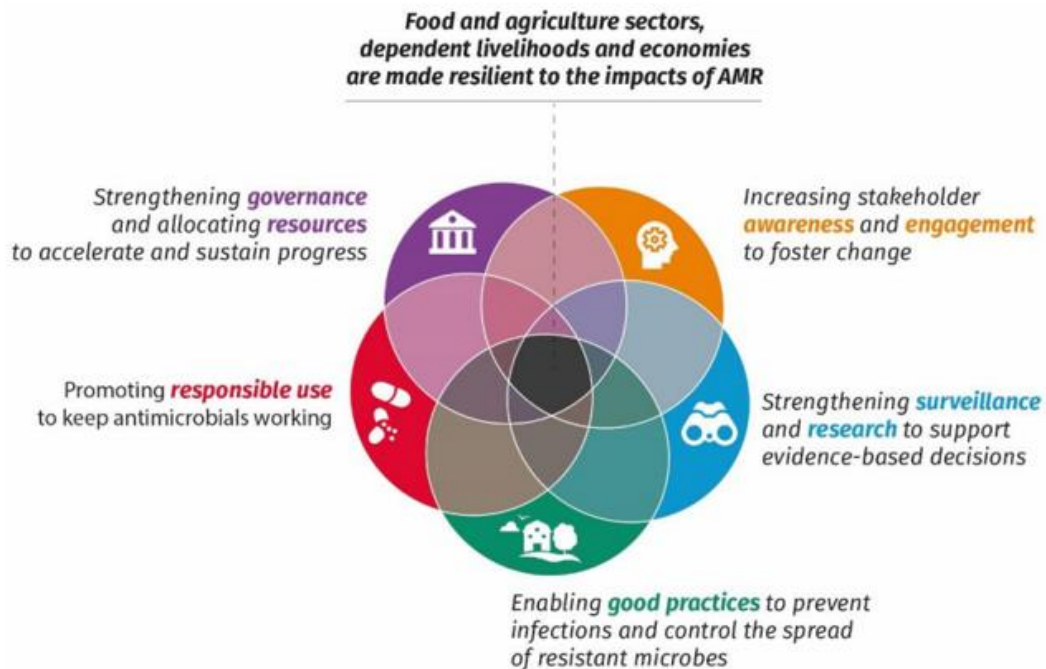 Food and agriculture sectors,
dependent livelihoods and economies
are made resilient to the impacts of AMR
Strengthening governance
and allocating resources
to accelerate and sustain progress
Increasing stakeholder
awareness and engagement
to foster change
Promoting responsible use
to keep antimicrobials working
Strengthening surveillance
and research to support
evidence-based decisions
Enabling good practices to prevent
infections and control the spread
of resistant microbes